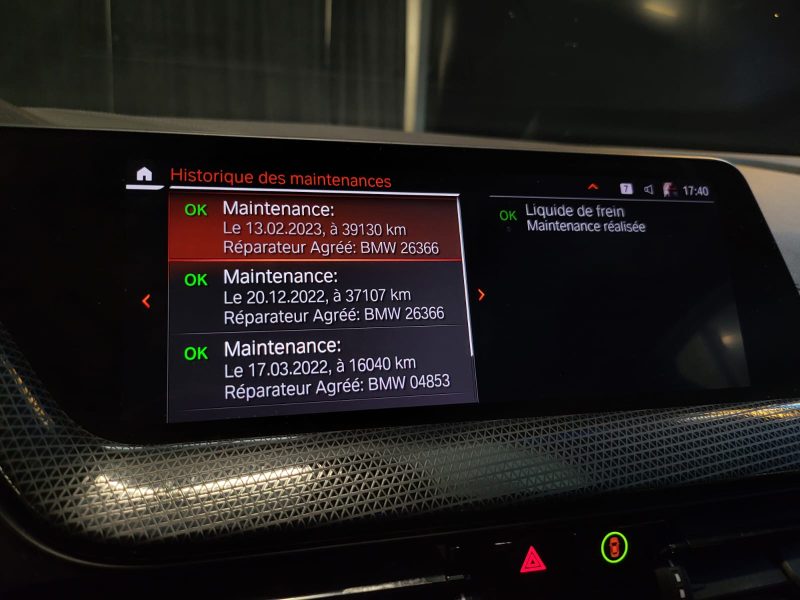 Historique des maintenances
7
17:40
OK Maintenance:
Le 13.02.2023, à 39130 km
Réparateur Agréé: BMW 26366
OK Maintenance:
Le 20.12.2022, à 37107 km
Réparateur Agréé: BMW 26366
OK Maintenance:
Le 17.03.2022, à 16040 km
Réparateur Agréé: BMW 04853
OK Liquide de frein
Maintenance réalisée